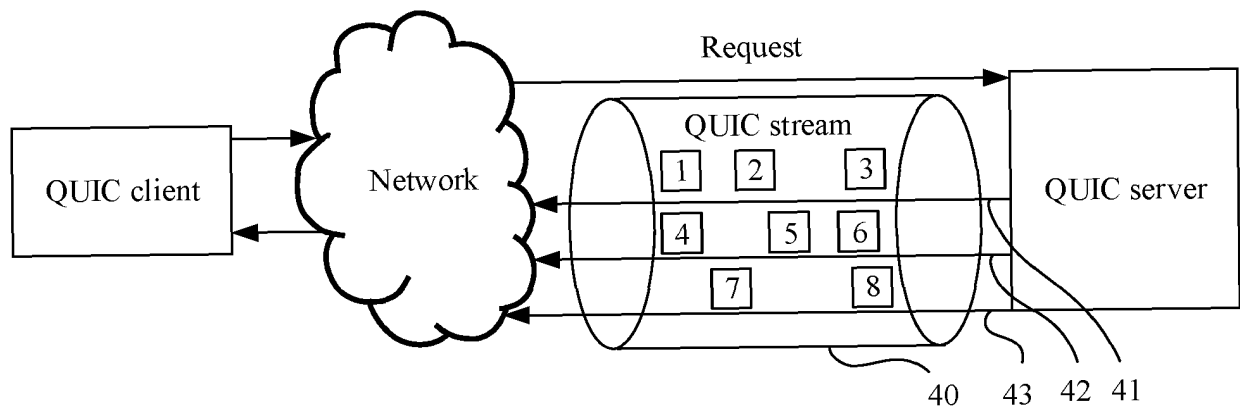 Request
QUIC stream
1 2 3
QUIC client
Network
QUIC server
4 5 6
7 8
40 43 42 41